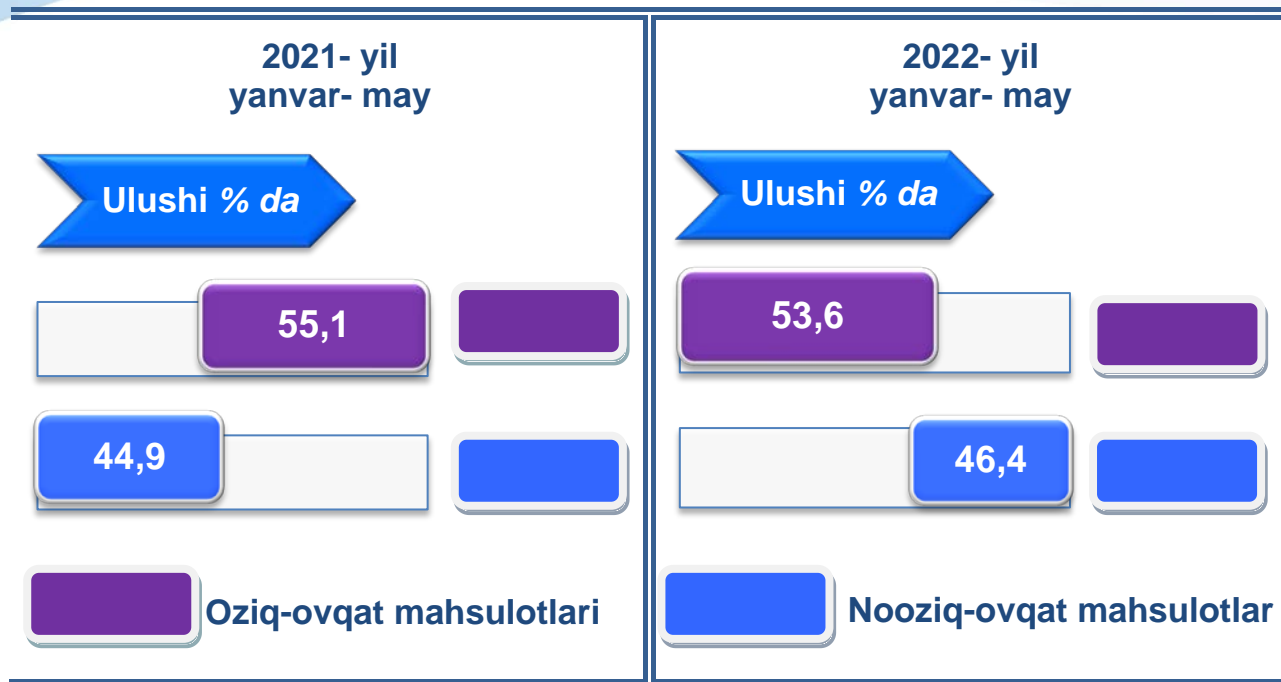 2021- yil
yanvar- may
Ulushi % da
55,1
44,9
Oziq-ovqat mahsulotlari
2022- yil
yanvar- may
Ulushi % da
53,6
46,4
Nooziq-ovqat mahsulotlar